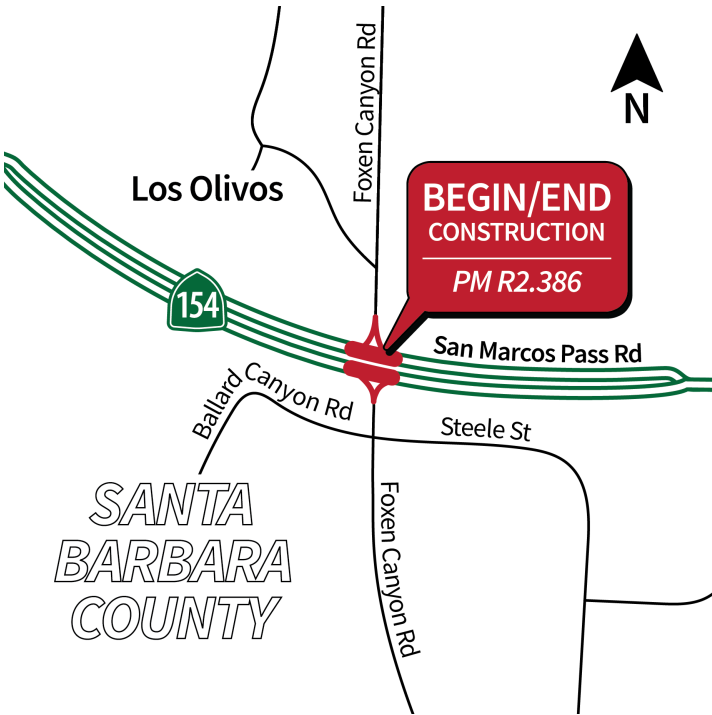 Foxen Canyon Rd
N
Los Olivos
BEGIN/END
CONSTRUCTION
PM R2.386
154
San Marcos Pass Rd
Ballard Canyon Rd
Steele St
SANTA
BARBARA
COUNTY
Foxen Canyon Rd